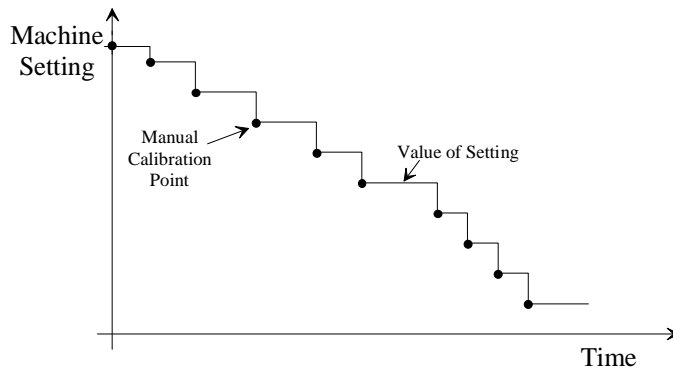 Machine
Setting
Manual
Calibration
Point
Value of Setting
Time